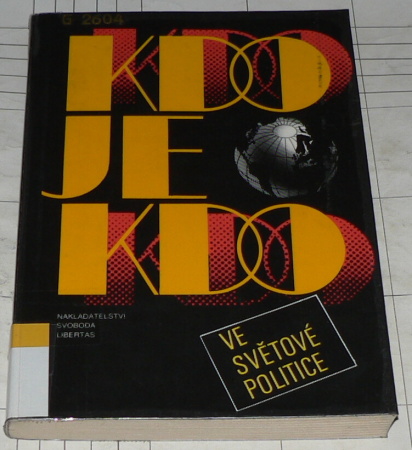 G 2604
KDO
JE
KDO
NAKLADATELSTVÍ
SVOBODA
LIBERTAS
VE
SVĚTOVÉ
POLITICE